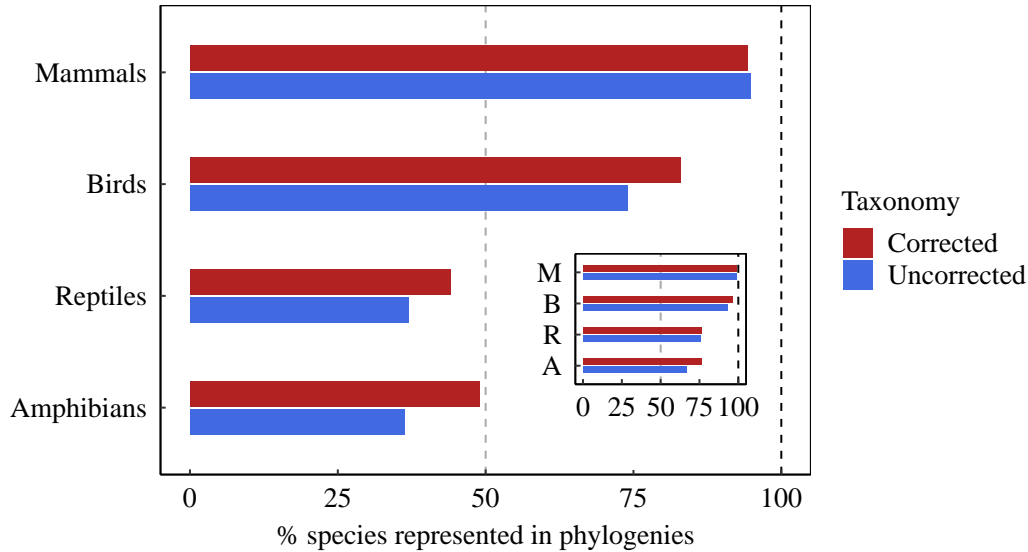 Mammals
Birds
Reptiles
Amphibians
0 25 50 75 100
% species represented in phylogenies
M
B
R
A
0 25 50 75 100
Taxonomy
Corrected
Uncorrected